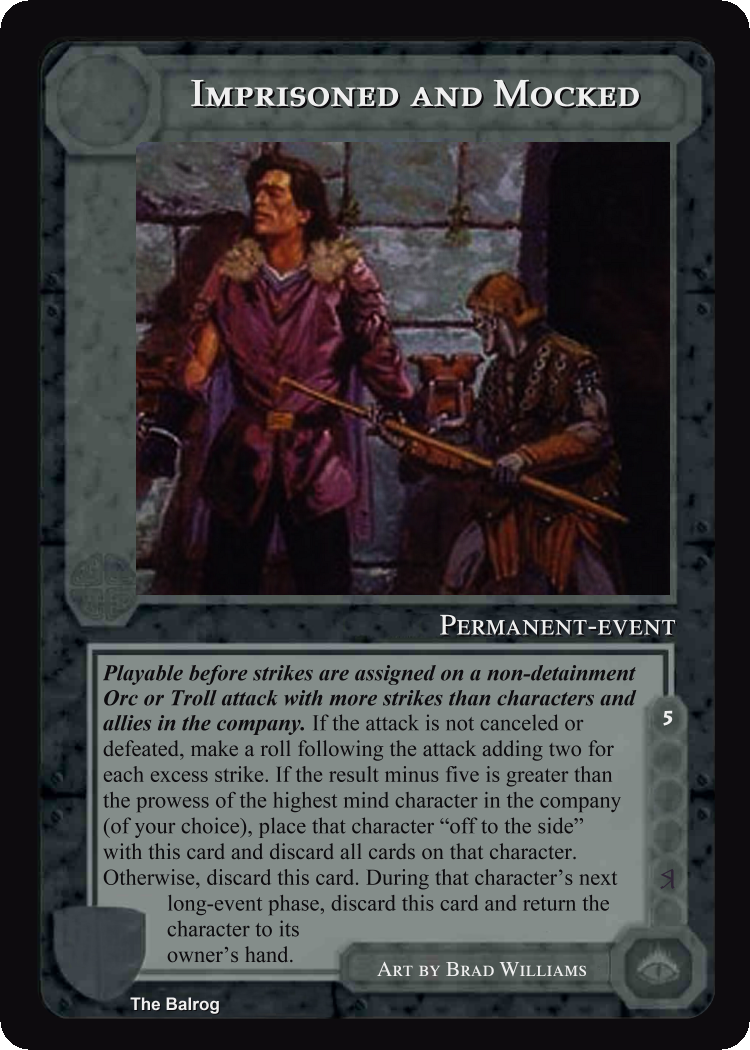 Imprisoned and Mocked
Permanent-event
Playable before strikes are assigned on a non-detainment
Orc or Troll attack with more strikes than characters and
allies in the company. If the attack is not canceled or
defeated, make a roll following the attack adding two for
each excess strike. If the result minus five is greater than
the prowess of the highest mind character in the company
(of your choice), place that character “off to the side”
with this card and discard all cards on that character.
Otherwise, discard this card. During that character’s next
long-event phase, discard this card and return the
character to its
owner’s hand.
5
Art by Brad Williams
The Balrog